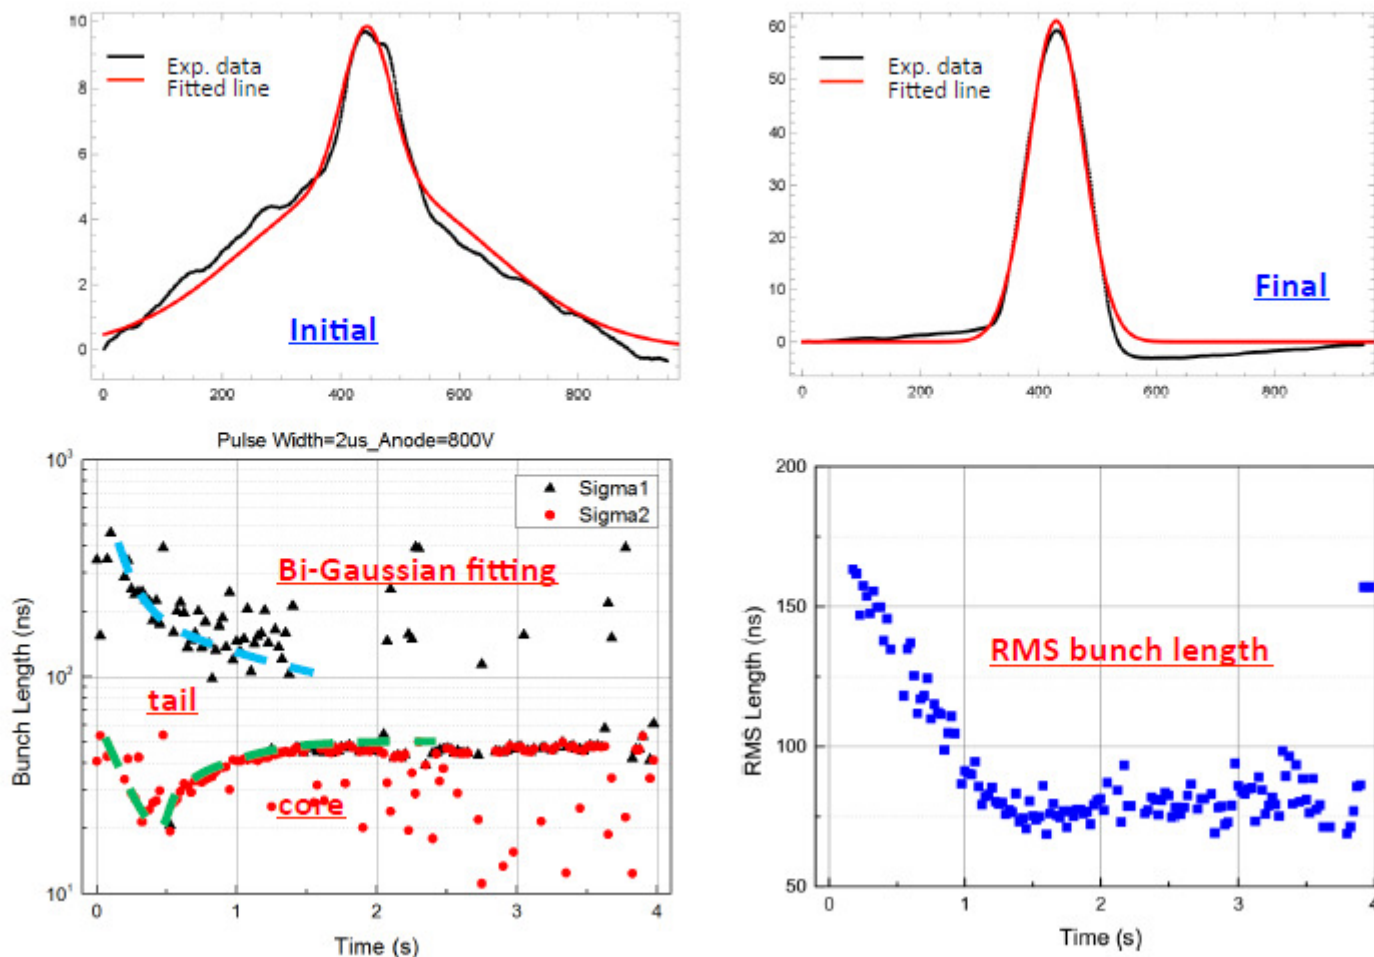 10
8
6
4
2
0
Exp. data
Fitted line
Initial
0
200
400
600
800
60
50
40
30
20
10
0
Exp. data
Fitted line
Final
0
200
400
600
800
Pulse Width=2us_Anode=800V
10³
10²
10¹
Bunch Length (ns)
Sigma1
Sigma2
Bi-Gaussian fitting
tail
core
0
1
2
3
4
Time (s)
200
150
100
50
RMS Length (ns)
RMS bunch length
0
1
2
3
4
Time (s)